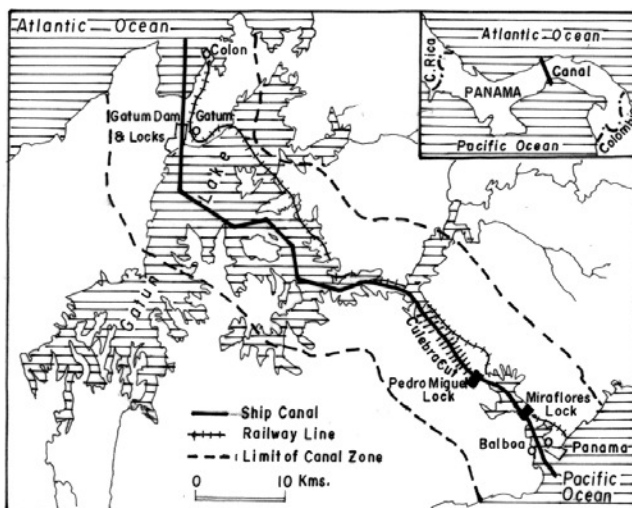 Atlantic Ocean
Colon
Gatum Dam
& Locks
Gatum
Lake
Gatun
Culebra Cut
Pedro Miguel
Lock
Miraflores
Lock
Balboa
Panama
Pacific
Ocean
Ship Canal
Railway Line
Limit of Canal Zone
0 10 Kms.
Atlantic Ocean
C. Rica
Canal
PANAMA
Colombia
Pacific Ocean